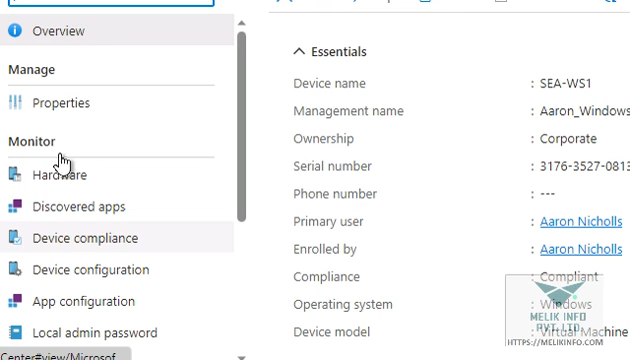 Overview
Manage
Properties
Monitor
Hardware
Discovered apps
Device compliance
Device configuration
App configuration
Local admin password
Center#view/Microsof
Essentials
Device name : SEA-WS1
Management name : Aaron_Windows
Ownership : Corporate
Serial number : 3176-3527-0813
Phone number : ---
Primary user : Aaron Nicholls
Enrolled by : Aaron Nicholls
Compliance : Compliant
Operating system : Windows
Device model : Virtual Machine
MELIK INFO
PVT. LTD.
HTTPS://MELIKINFO.COM